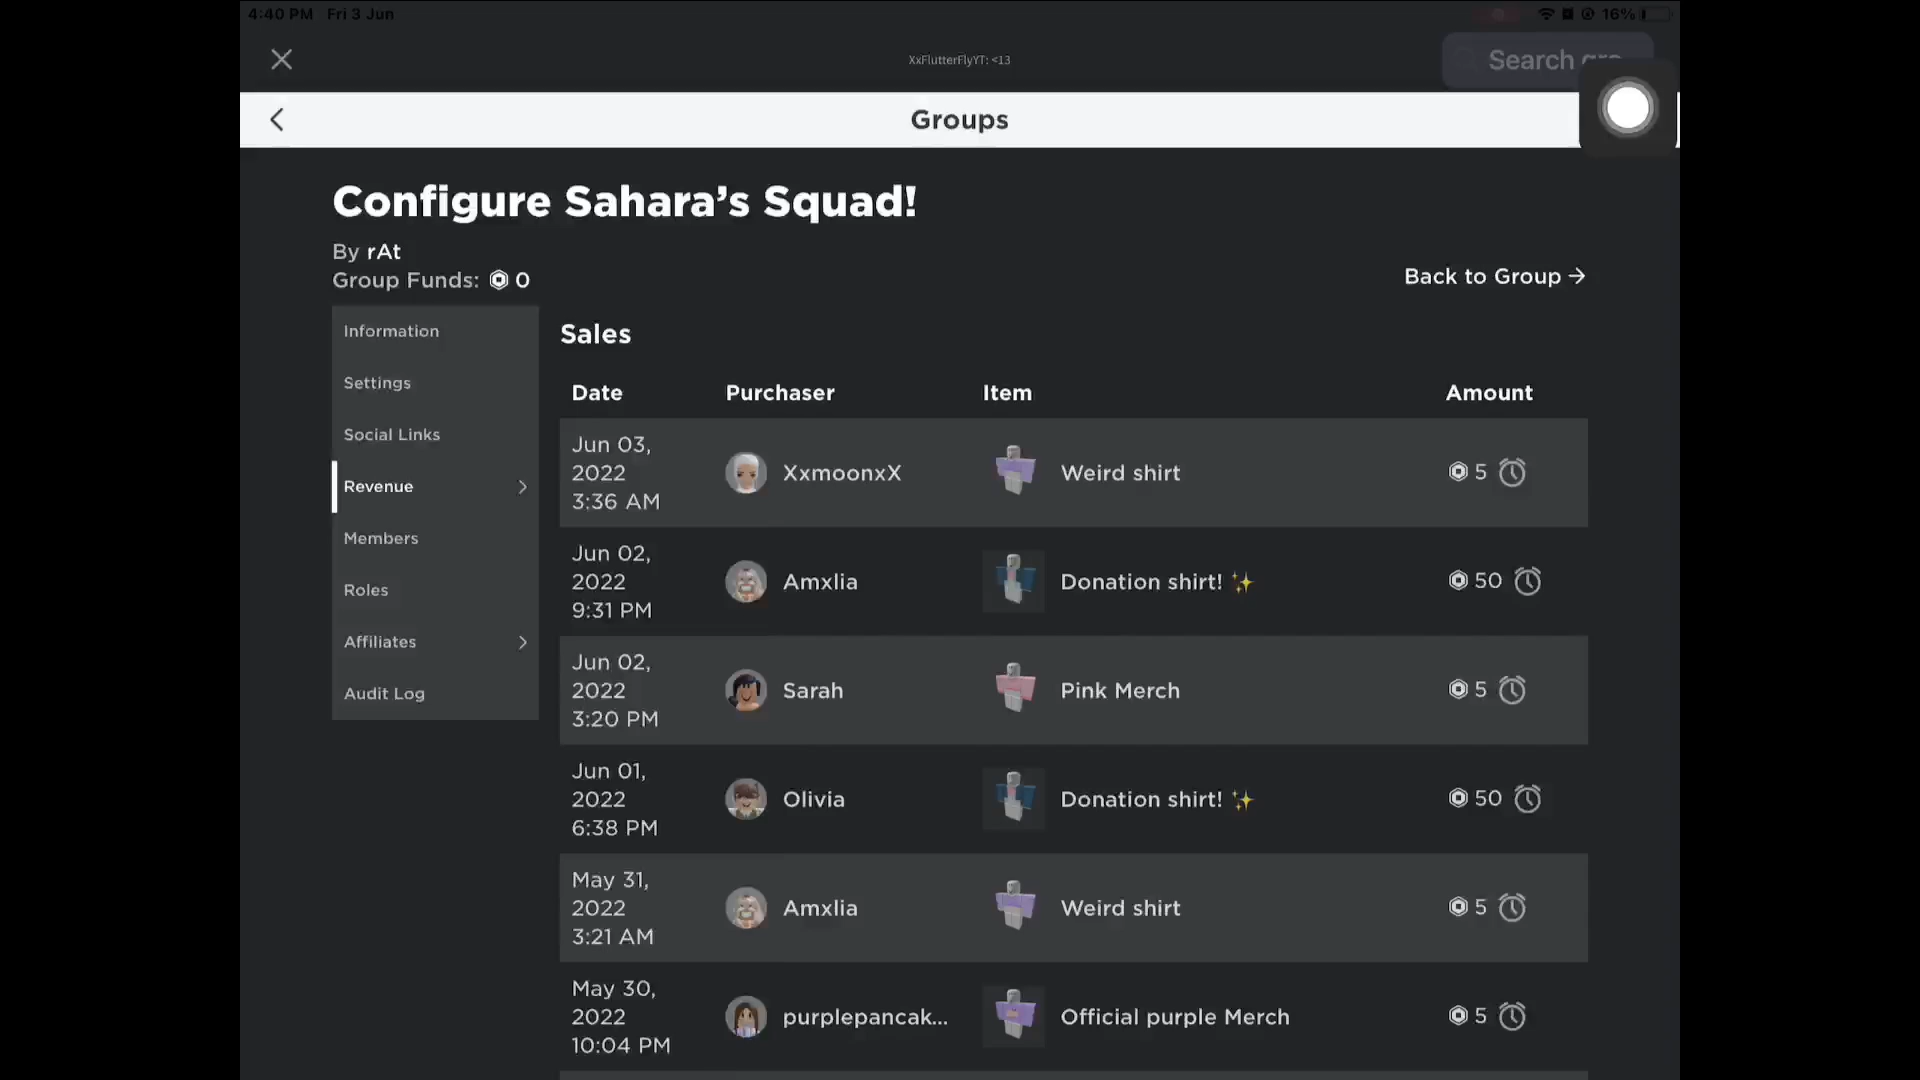 4:40 PM Fri 3 Jun
16%
XxFlutterFlyYT: <13
Search gro
Groups
Configure Sahara's Squad!
By rAt
Group Funds: 0
Back to Group →
Information
Settings
Social Links
Revenue
Members
Roles
Affiliates
Audit Log
Sales
Date Purchaser Item Amount
Jun 03,
2022
3:36 AM
XxmoonxX
Weird shirt
5
Jun 02,
2022
9:31 PM
Amxlia
Donation shirt! ✨
50
Jun 02,
2022
3:20 PM
Sarah
Pink Merch
5
Jun 01,
2022
6:38 PM
Olivia
Donation shirt! ✨
50
May 31,
2022
3:21 AM
Amxlia
Weird shirt
5
May 30,
2022
10:04 PM
purplepancak...
Official purple Merch
5